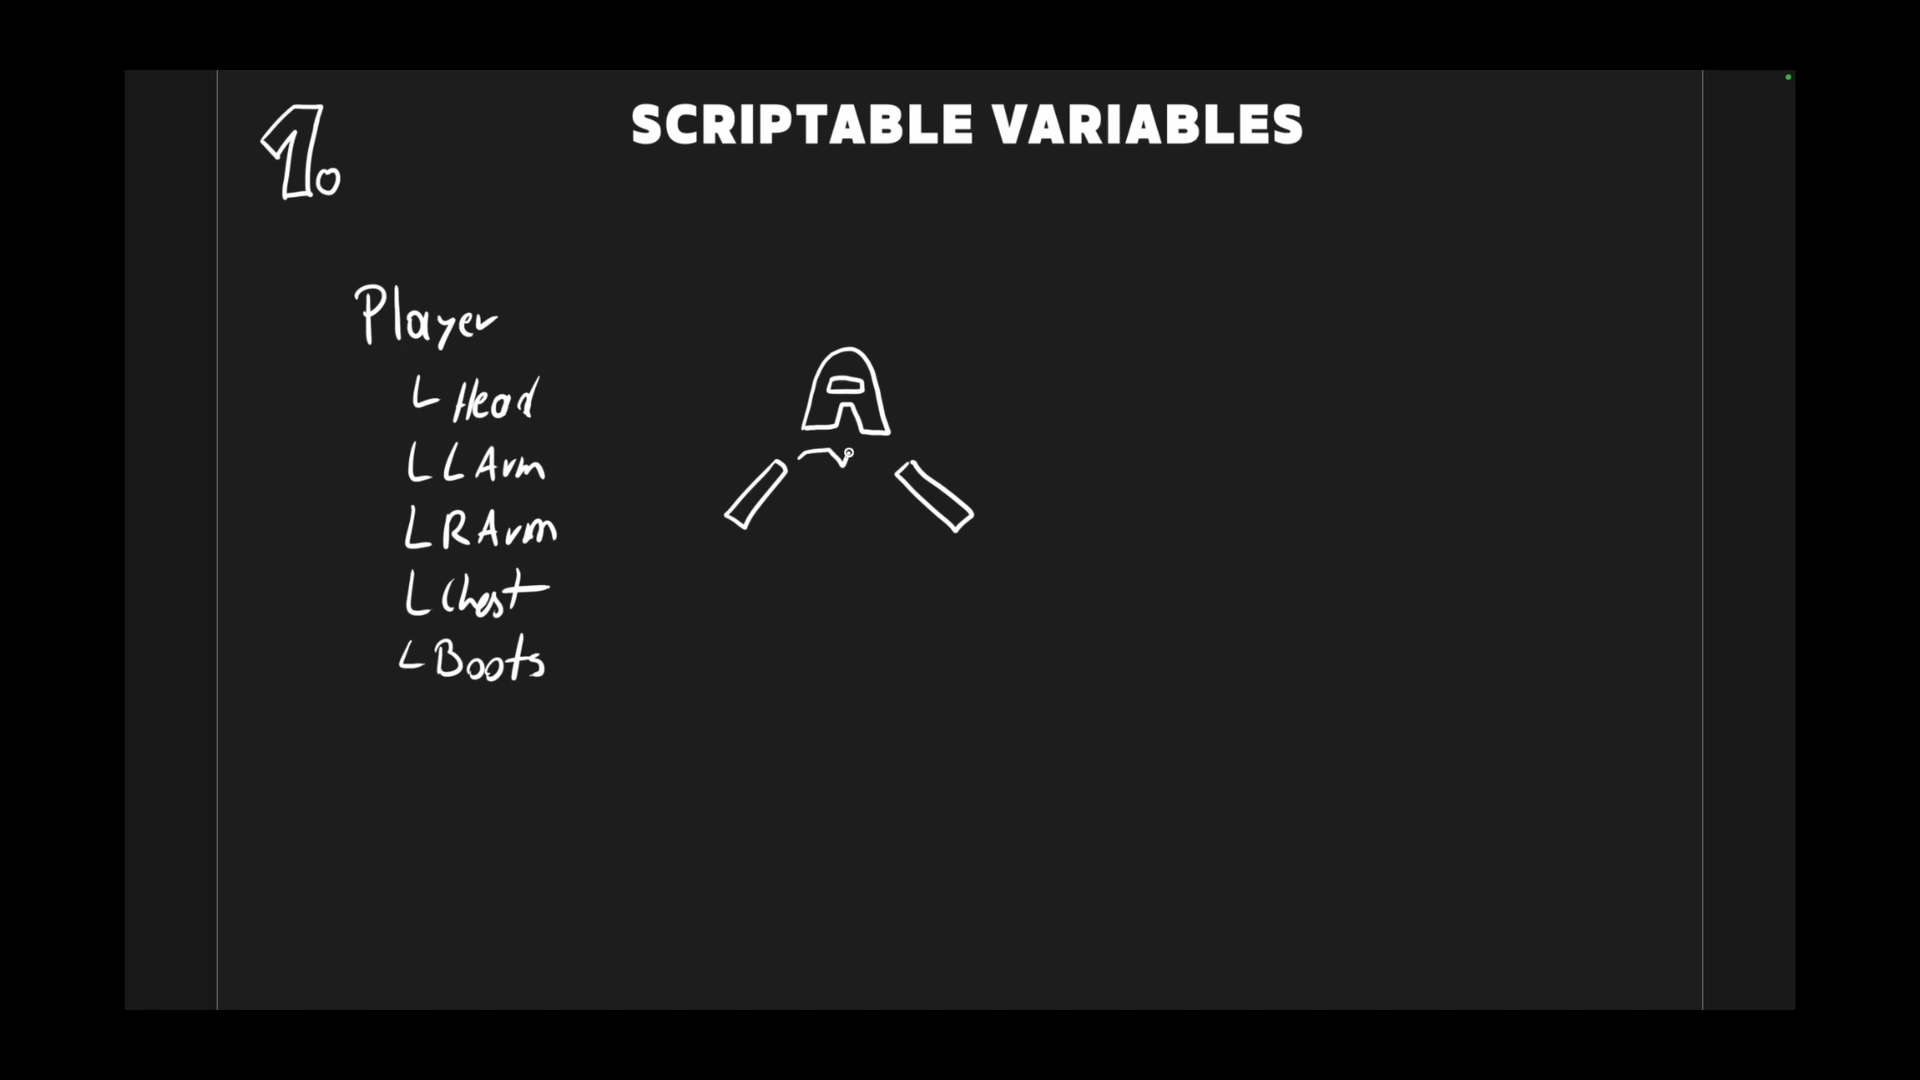 1.
SCRIPTABLE VARIABLES
Player
L Head
L L Arm
L R Arm
L Chest
L Boots